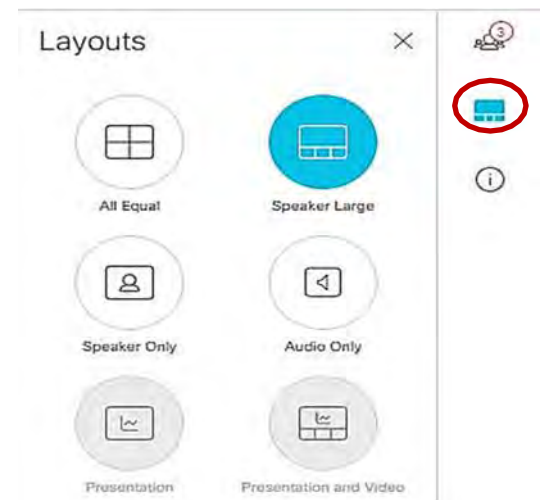 Layouts
3
All Equal
Speaker Large
Speaker Only
Audio Only
Presentation
Presentation and Video